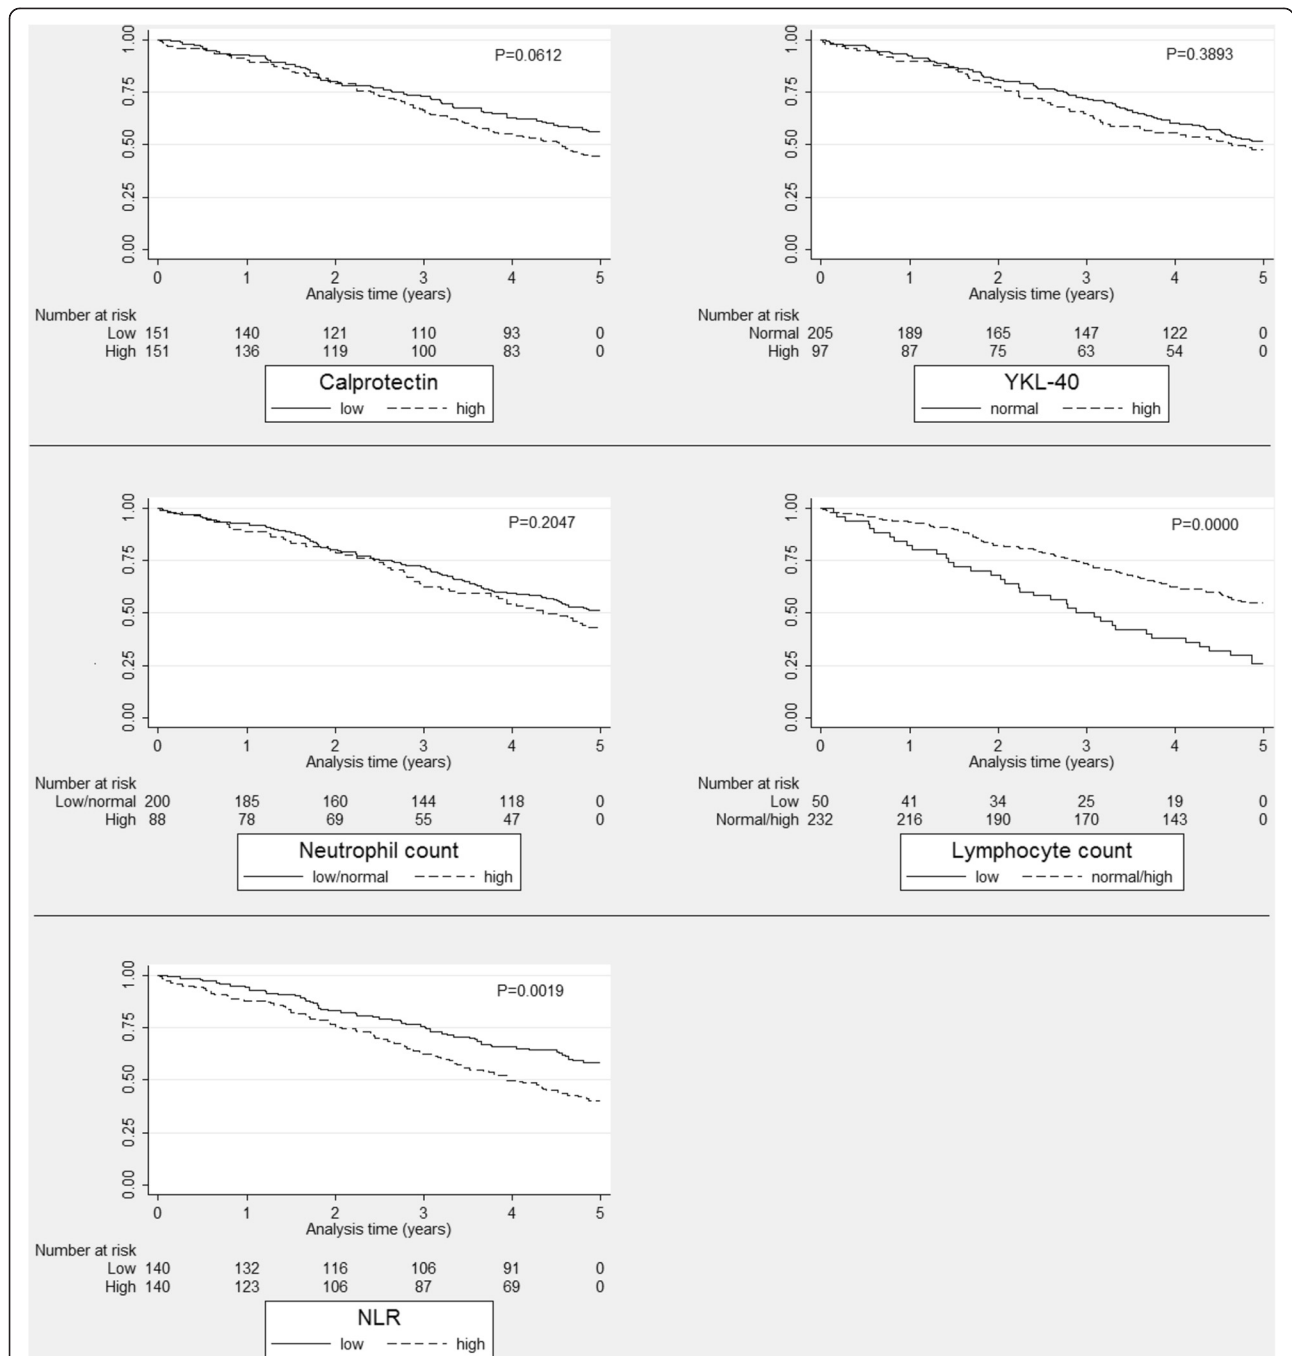 P=0.0612
1.00
0.75
0.50
0.25
0.00
0 1 2 3 4 5
Analysis time (years)
Number at risk
Low 151 140 121 110 93 0
High 151 136 119 100 83 0
Calprotectin
low high
P=0.3893
1.00
0.75
0.50
0.25
0.00
0 1 2 3 4 5
Analysis time (years)
Number at risk
Normal 205 189 165 147 122 0
High 97 87 75 63 54 0
YKL-40
normal high
P=0.2047
1.00
0.75
0.50
0.25
0.00
0 1 2 3 4 5
Analysis time (years)
Number at risk
Low/normal 200 185 160 144 118 0
High 88 78 69 55 47 0
Neutrophil count
low/normal high
P=0.0000
1.00
0.75
0.50
0.25
0.00
0 1 2 3 4 5
Analysis time (years)
Number at risk
Low 50 41 34 25 19 0
Normal/high 232 216 190 170 143 0
Lymphocyte count
low normal/high
P=0.0019
1.00
0.75
0.50
0.25
0.00
0 1 2 3 4 5
Analysis time (years)
Number at risk
Low 140 132 116 106 91 0
High 140 123 106 87 69 0
NLR
low high